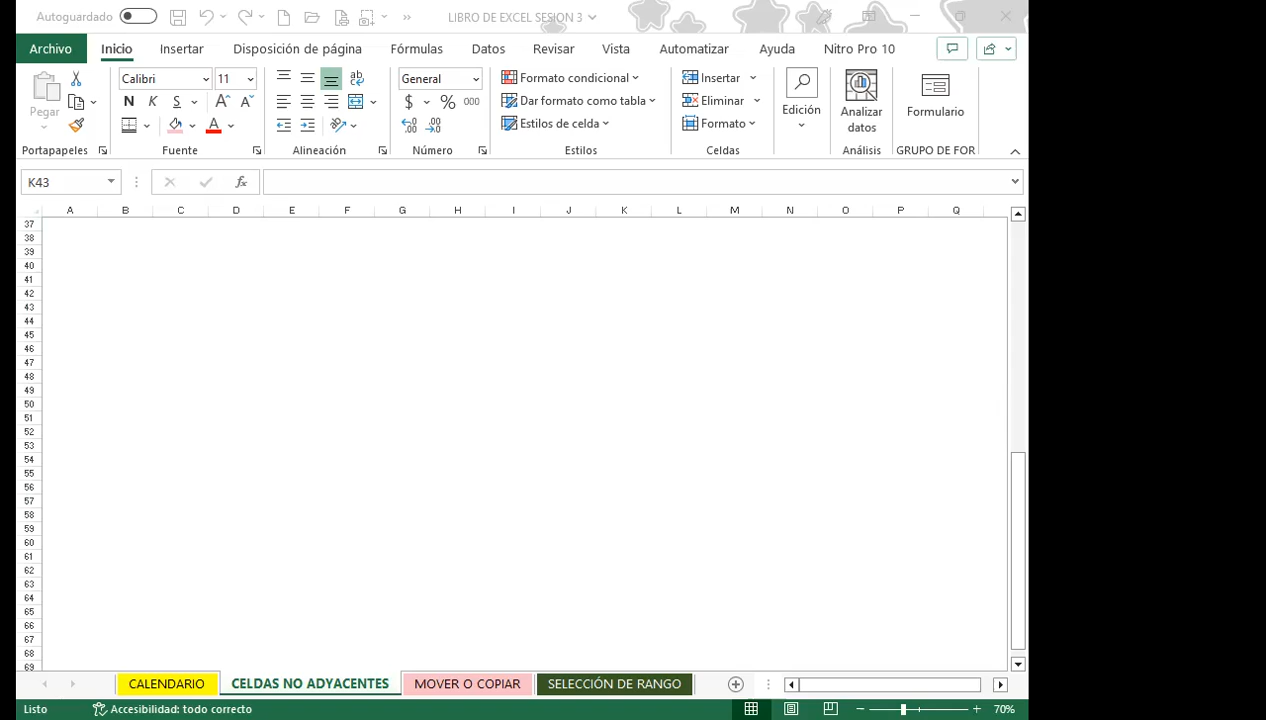 Autoguardado LIBRO DE EXCEL SESION 3
Archivo Inicio Insertar Disposición de página Fórmulas Datos Revisar Vista Automatizar Ayuda Nitro Pro 10
Pegar
Portapapeles
Calibri 11
N K S A A
A
Fuente
ab
Alineación
General
$ % 000
Número
Formato condicional
Dar formato como tabla
Estilos de celda
Estilos
Insertar
Eliminar
Formato
Celdas
Edición
Analizar
datos
Análisis
Formulario
GRUPO DE FOR
K43 fx
A B C D E F G H I J K L M N O P Q
37
38
39
40
41
42
43
44
45
46
47
48
49
50
51
52
53
54
55
56
57
58
59
60
61
62
63
64
65
66
67
68
69
CALENDARIO CELDAS NO ADYACENTES MOVER O COPIAR SELECCIÓN DE RANGO
Listo Accesibilidad: todo correcto 70%